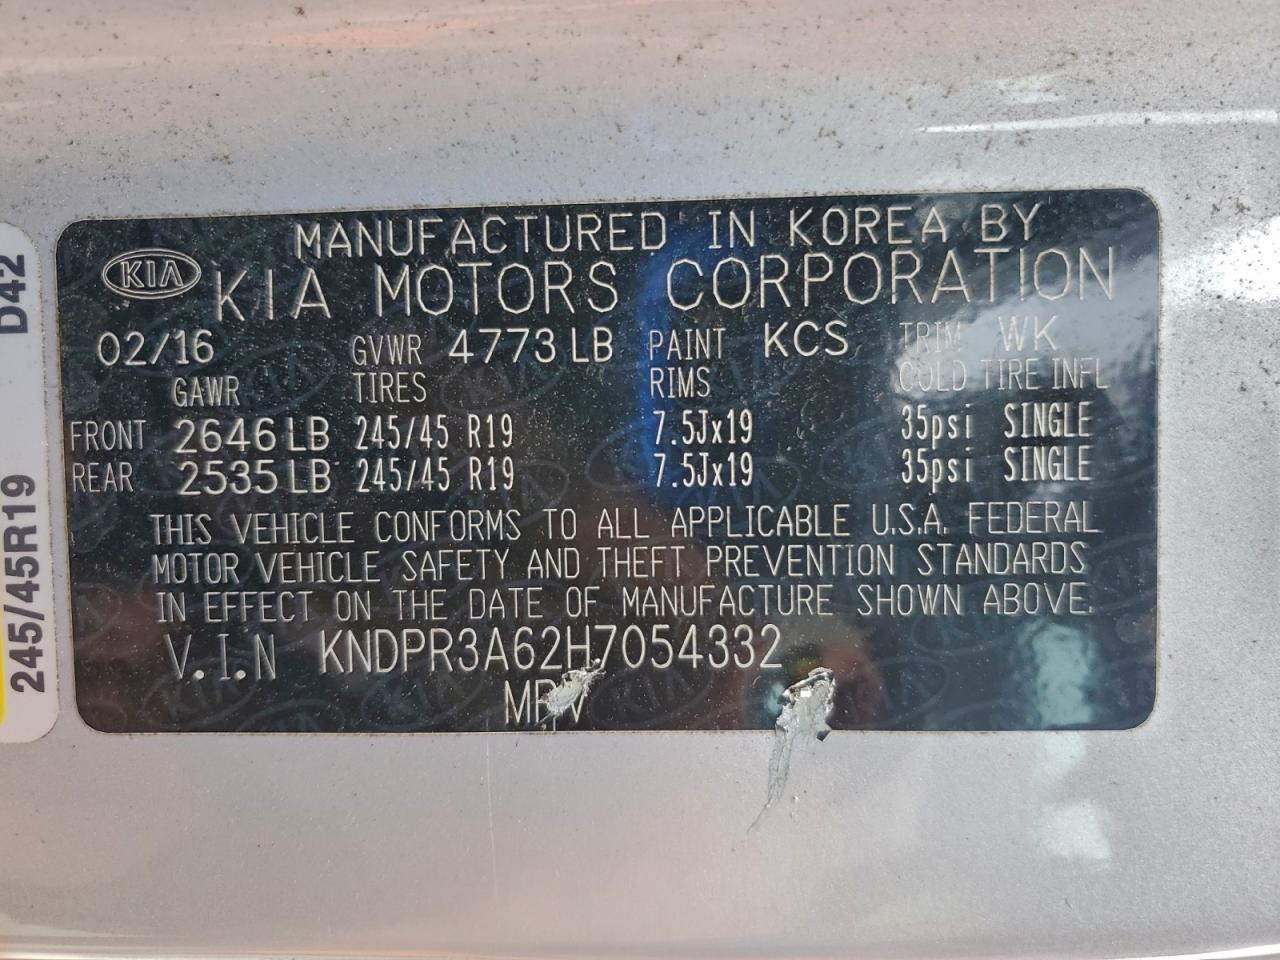 MANUFACTURED IN KOREA BY
KIA
KIA MOTORS CORPORATION
02/16 GVWR 4773 LB PAINT KCS TRIM WK
GAWR TIRES RIMS COLD TIRE INFL
FRONT 2646 LB 245/45 R19 7.5Jx19 35psi SINGLE
REAR 2535 LB 245/45 R19 7.5Jx19 35psi SINGLE
THIS VEHICLE CONFORMS TO ALL APPLICABLE U.S.A. FEDERAL
MOTOR VEHICLE SAFETY AND THEFT PREVENTION STANDARDS
IN EFFECT ON THE DATE OF MANUFACTURE SHOWN ABOVE.
V.I.N KNDPR3A62H7054332
245/45R19 D42